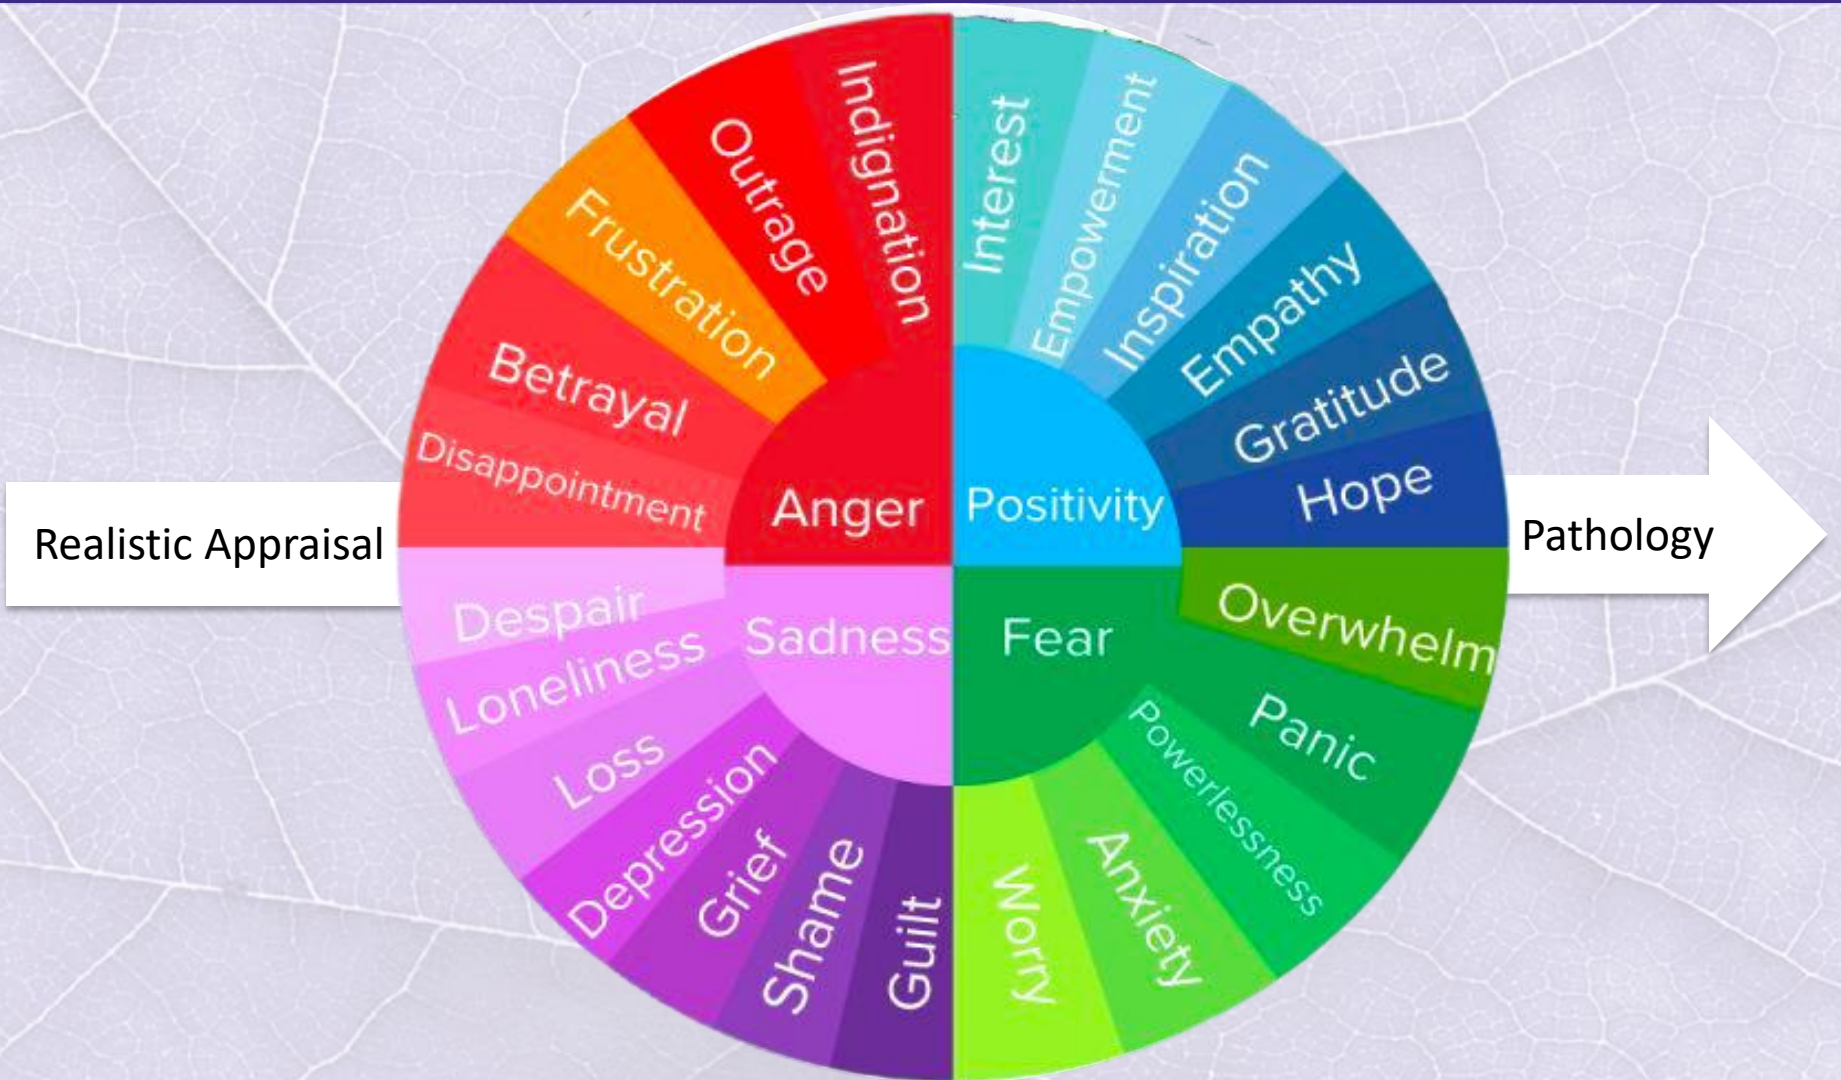 Indignation
Outrage
Frustration
Betrayal
Disappointment
Anger
Interest
Empowerment
Inspiration
Empathy
Gratitude
Hope
Positivity
Realistic Appraisal
Pathology
Despair
Loneliness
Loss
Depression
Grief
Shame
Guilt
Sadness
Fear
Overwhelm
Panic
Powerlessness
Anxiety
Worry